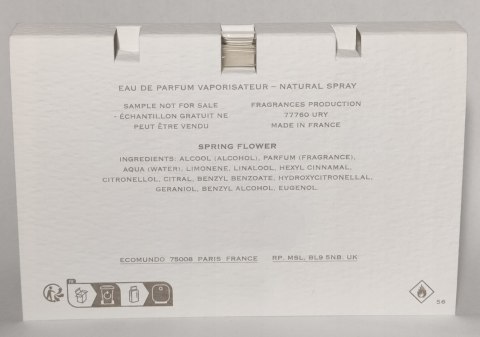 EAU DE PARFUM VAPORISATEUR – NATURAL SPRAY
SAMPLE NOT FOR SALE
- ÉCHANTILLON GRATUIT NE
PEUT ÊTRE VENDU
FRAGRANCES PRODUCTION
77760 URY
MADE IN FRANCE
SPRING FLOWER
INGREDIENTS: ALCOOL (ALCOHOL), PARFUM (FRAGRANCE),
AQUA (WATER), LIMONENE, LINALOOL, HEXYL CINNAMAL,
CITRONELLOL, CITRAL, BENZYL BENZOATE, HYDROXYCITRONELLAL,
GERANIOL, BENZYL ALCOHOL, EUGENOL.
ECOMUNDO 75008 PARIS FRANCE
RP, MSL, BL9 5NB, UK
56